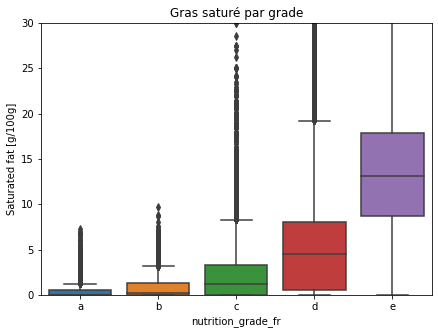 Gras saturé par grade
Saturated fat [g/100g]
30
25
20
15
10
5
0
a b c d e
nutrition_grade_fr